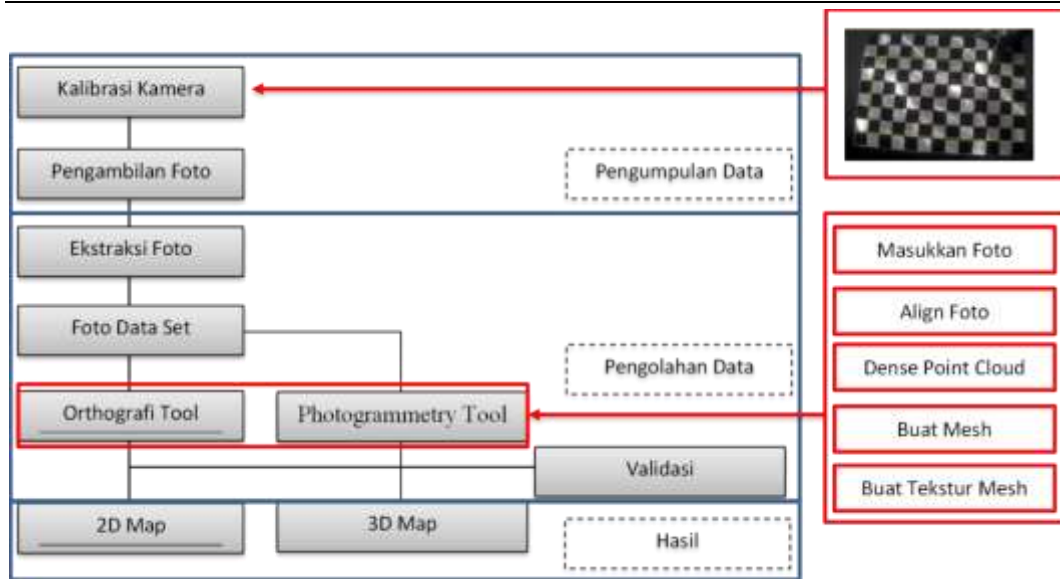 Kalibrasi Kamera
Pengambilan Foto
Pengumpulan Data
Ekstraksi Foto
Foto Data Set
Pengolahan Data
Orthografi Tool
Photogrammetry Tool
Validasi
2D Map
3D Map
Hasil
Masukkan Foto
Align Foto
Dense Point Cloud
Buat Mesh
Buat Tekstur Mesh